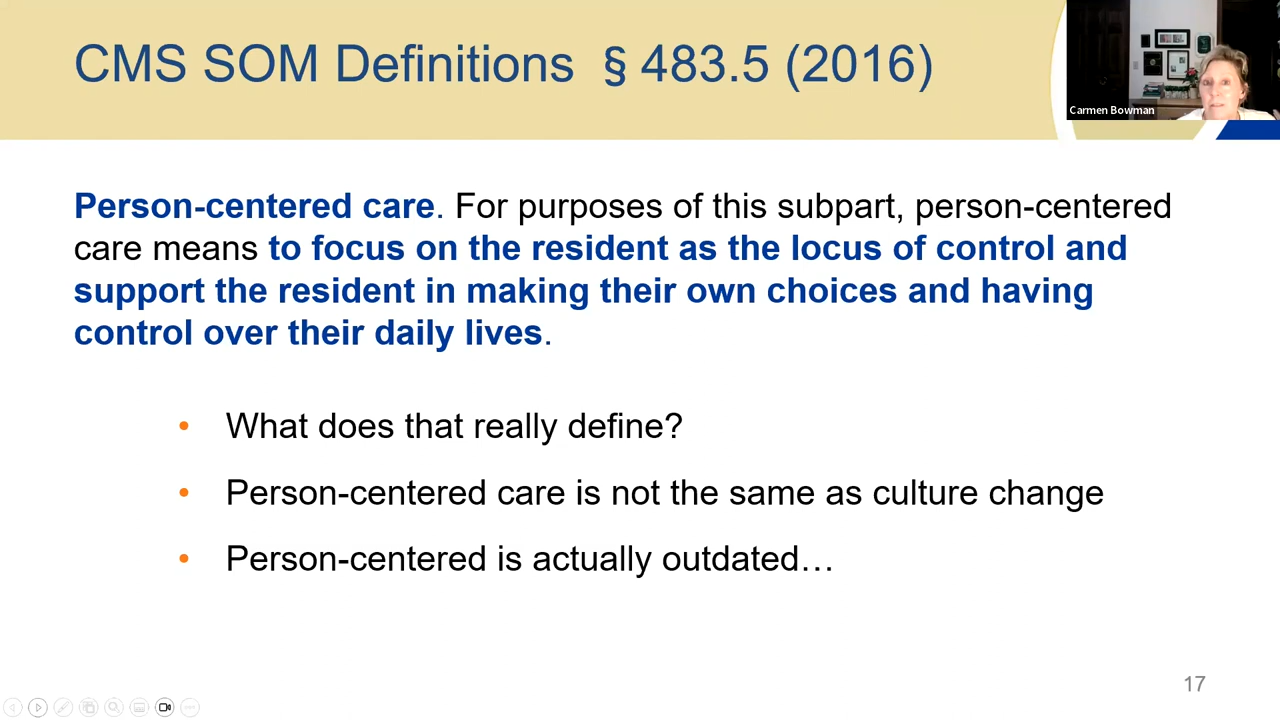 CMS SOM Definitions § 483.5 (2016)
Carmen Bowman
Person-centered care. For purposes of this subpart, person-centered
care means to focus on the resident as the locus of control and
support the resident in making their own choices and having
control over their daily lives.
• What does that really define?
• Person-centered care is not the same as culture change
• Person-centered is actually outdated…
17